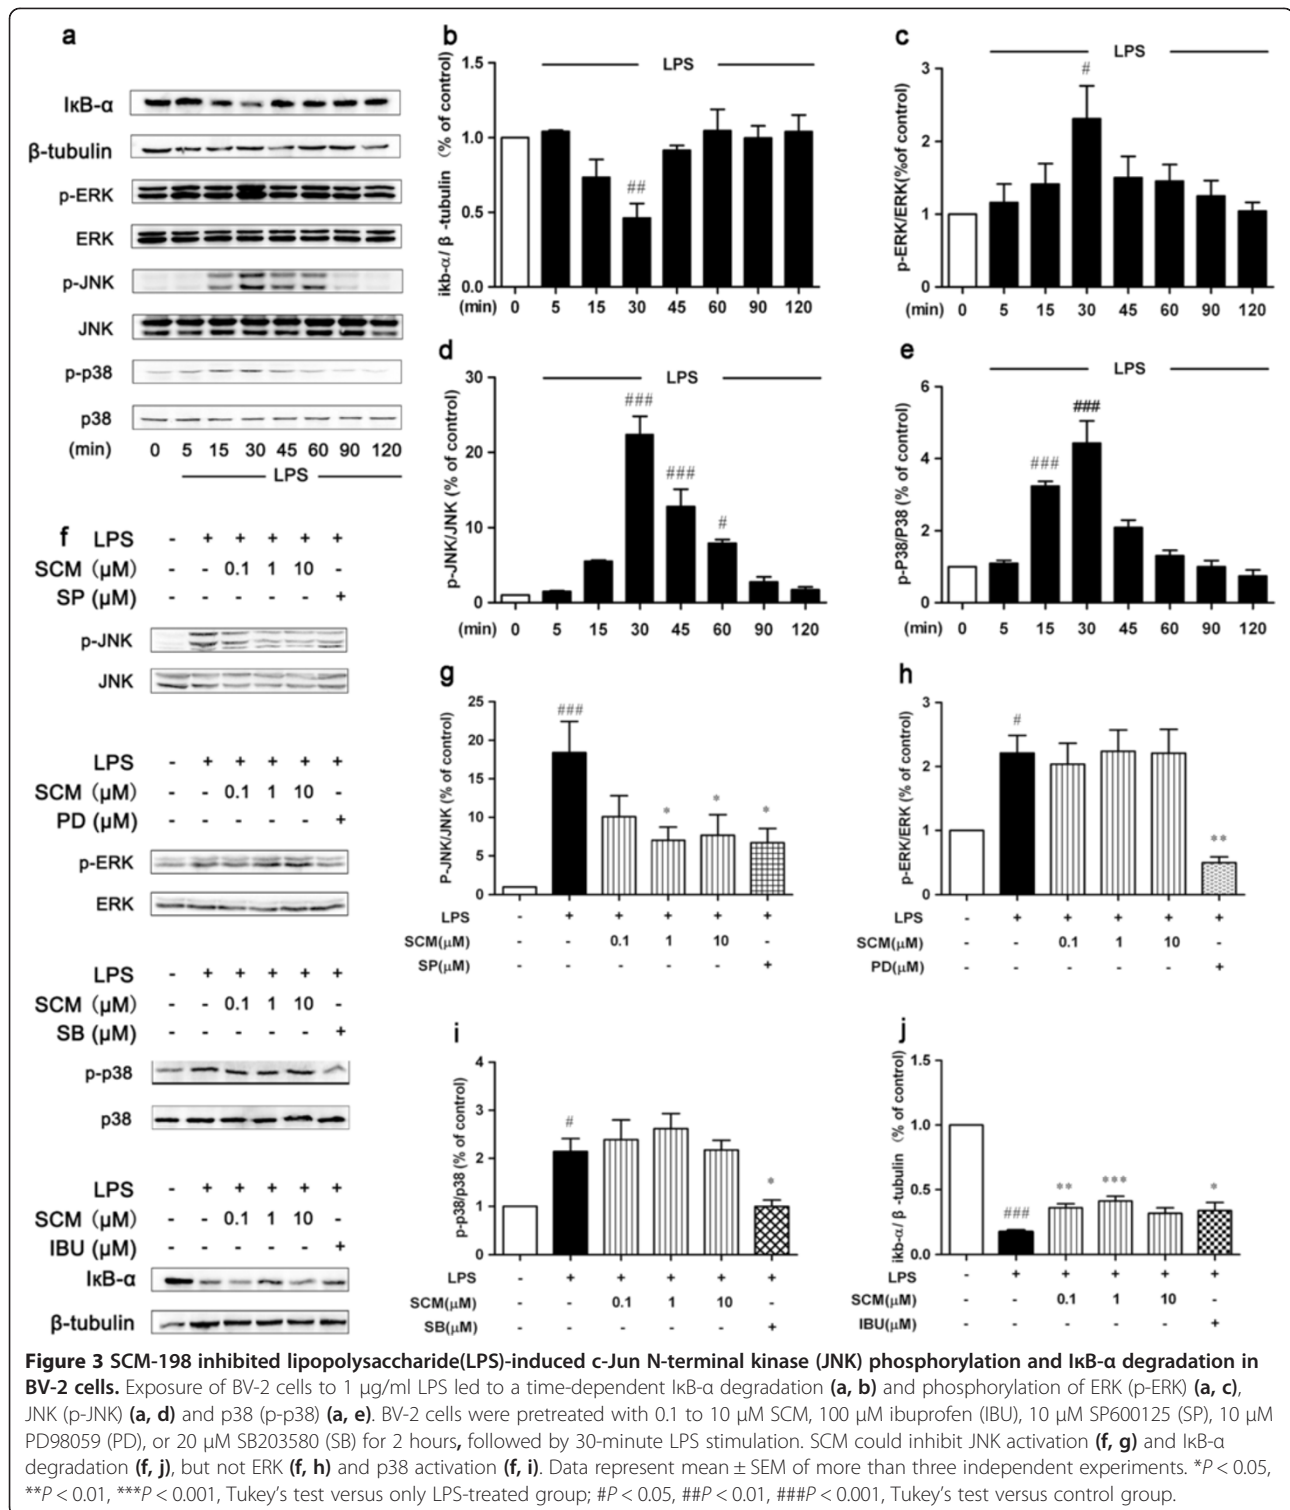 a
IκB-α
β-tubulin
p-ERK
ERK
p-JNK
JNK
p-p38
p38
(min) 0 5 15 30 45 60 90 120
LPS
b
LPS
ikb-α/ β -tubulin (% of control)
1.5
1.0
0.5
0.0
##
(min) 0 5 15 30 45 60 90 120
c
LPS
p-ERK/ERK(%of control)
3
2
1
0
#
(min) 0 5 15 30 45 60 90 120
d
LPS
p-JNK/JNK (% of control)
30
20
10
0
###
###
#
(min) 0 5 15 30 45 60 90 120
e
LPS
p-P38/P38 (% of control)
6
4
2
0
###
###
(min) 0 5 15 30 45 60 90 120
f LPS - + + + + +
SCM (μM) - - 0.1 1 10 -
SP (μM) - - - - - +
p-JNK
JNK
LPS - + + + + +
SCM (μM) - - 0.1 1 10 -
PD (μM) - - - - - +
p-ERK
ERK
LPS - + + + + +
SCM (μM) - - 0.1 1 10 -
SB (μM) - - - - - +
p-p38
p38
LPS - + + + + +
SCM (μM) - - 0.1 1 10 -
IBU (μM) - - - - - +
IκB-α
β-tubulin
g
P-JNK/JNK (% of control)
25
20
15
10
5
0
###
* * *
LPS - + + + + +
SCM(μM) - - 0.1 1 10 -
SP(μM) - - - - - +
h
p-ERK/ERK (% of control)
3
2
1
0
#
**
LPS - + + + + +
SCM(μM) - - 0.1 1 10 -
PD(μM) - - - - - +
i
p-p38/p38 (% of control)
4
3
2
1
0
#
*
LPS - + + + + +
SCM(μM) - - 0.1 1 10 -
SB(μM) - - - - - +
j
ikb-α/ β -tubulin (% of control)
1.5
1.0
0.5
0.0
###
** *** *
LPS - + + + + +
SCM(μM) - - 0.1 1 10 -
IBU(μM) - - - - - +
Figure 3 SCM-198 inhibited lipopolysaccharide(LPS)-induced c-Jun N-terminal kinase (JNK) phosphorylation and IκB-α degradation in
BV-2 cells. Exposure of BV-2 cells to 1 μg/ml LPS led to a time-dependent IκB-α degradation (a, b) and phosphorylation of ERK (p-ERK) (a, c),
JNK (p-JNK) (a, d) and p38 (p-p38) (a, e). BV-2 cells were pretreated with 0.1 to 10 μM SCM, 100 μM ibuprofen (IBU), 10 μM SP600125 (SP), 10 μM
PD98059 (PD), or 20 μM SB203580 (SB) for 2 hours, followed by 30-minute LPS stimulation. SCM could inhibit JNK activation (f, g) and IκB-α
degradation (f, j), but not ERK (f, h) and p38 activation (f, i). Data represent mean ± SEM of more than three independent experiments. *P < 0.05,
**P < 0.01, ***P < 0.001, Tukey's test versus only LPS-treated group; #P < 0.05, ##P < 0.01, ###P < 0.001, Tukey's test versus control group.